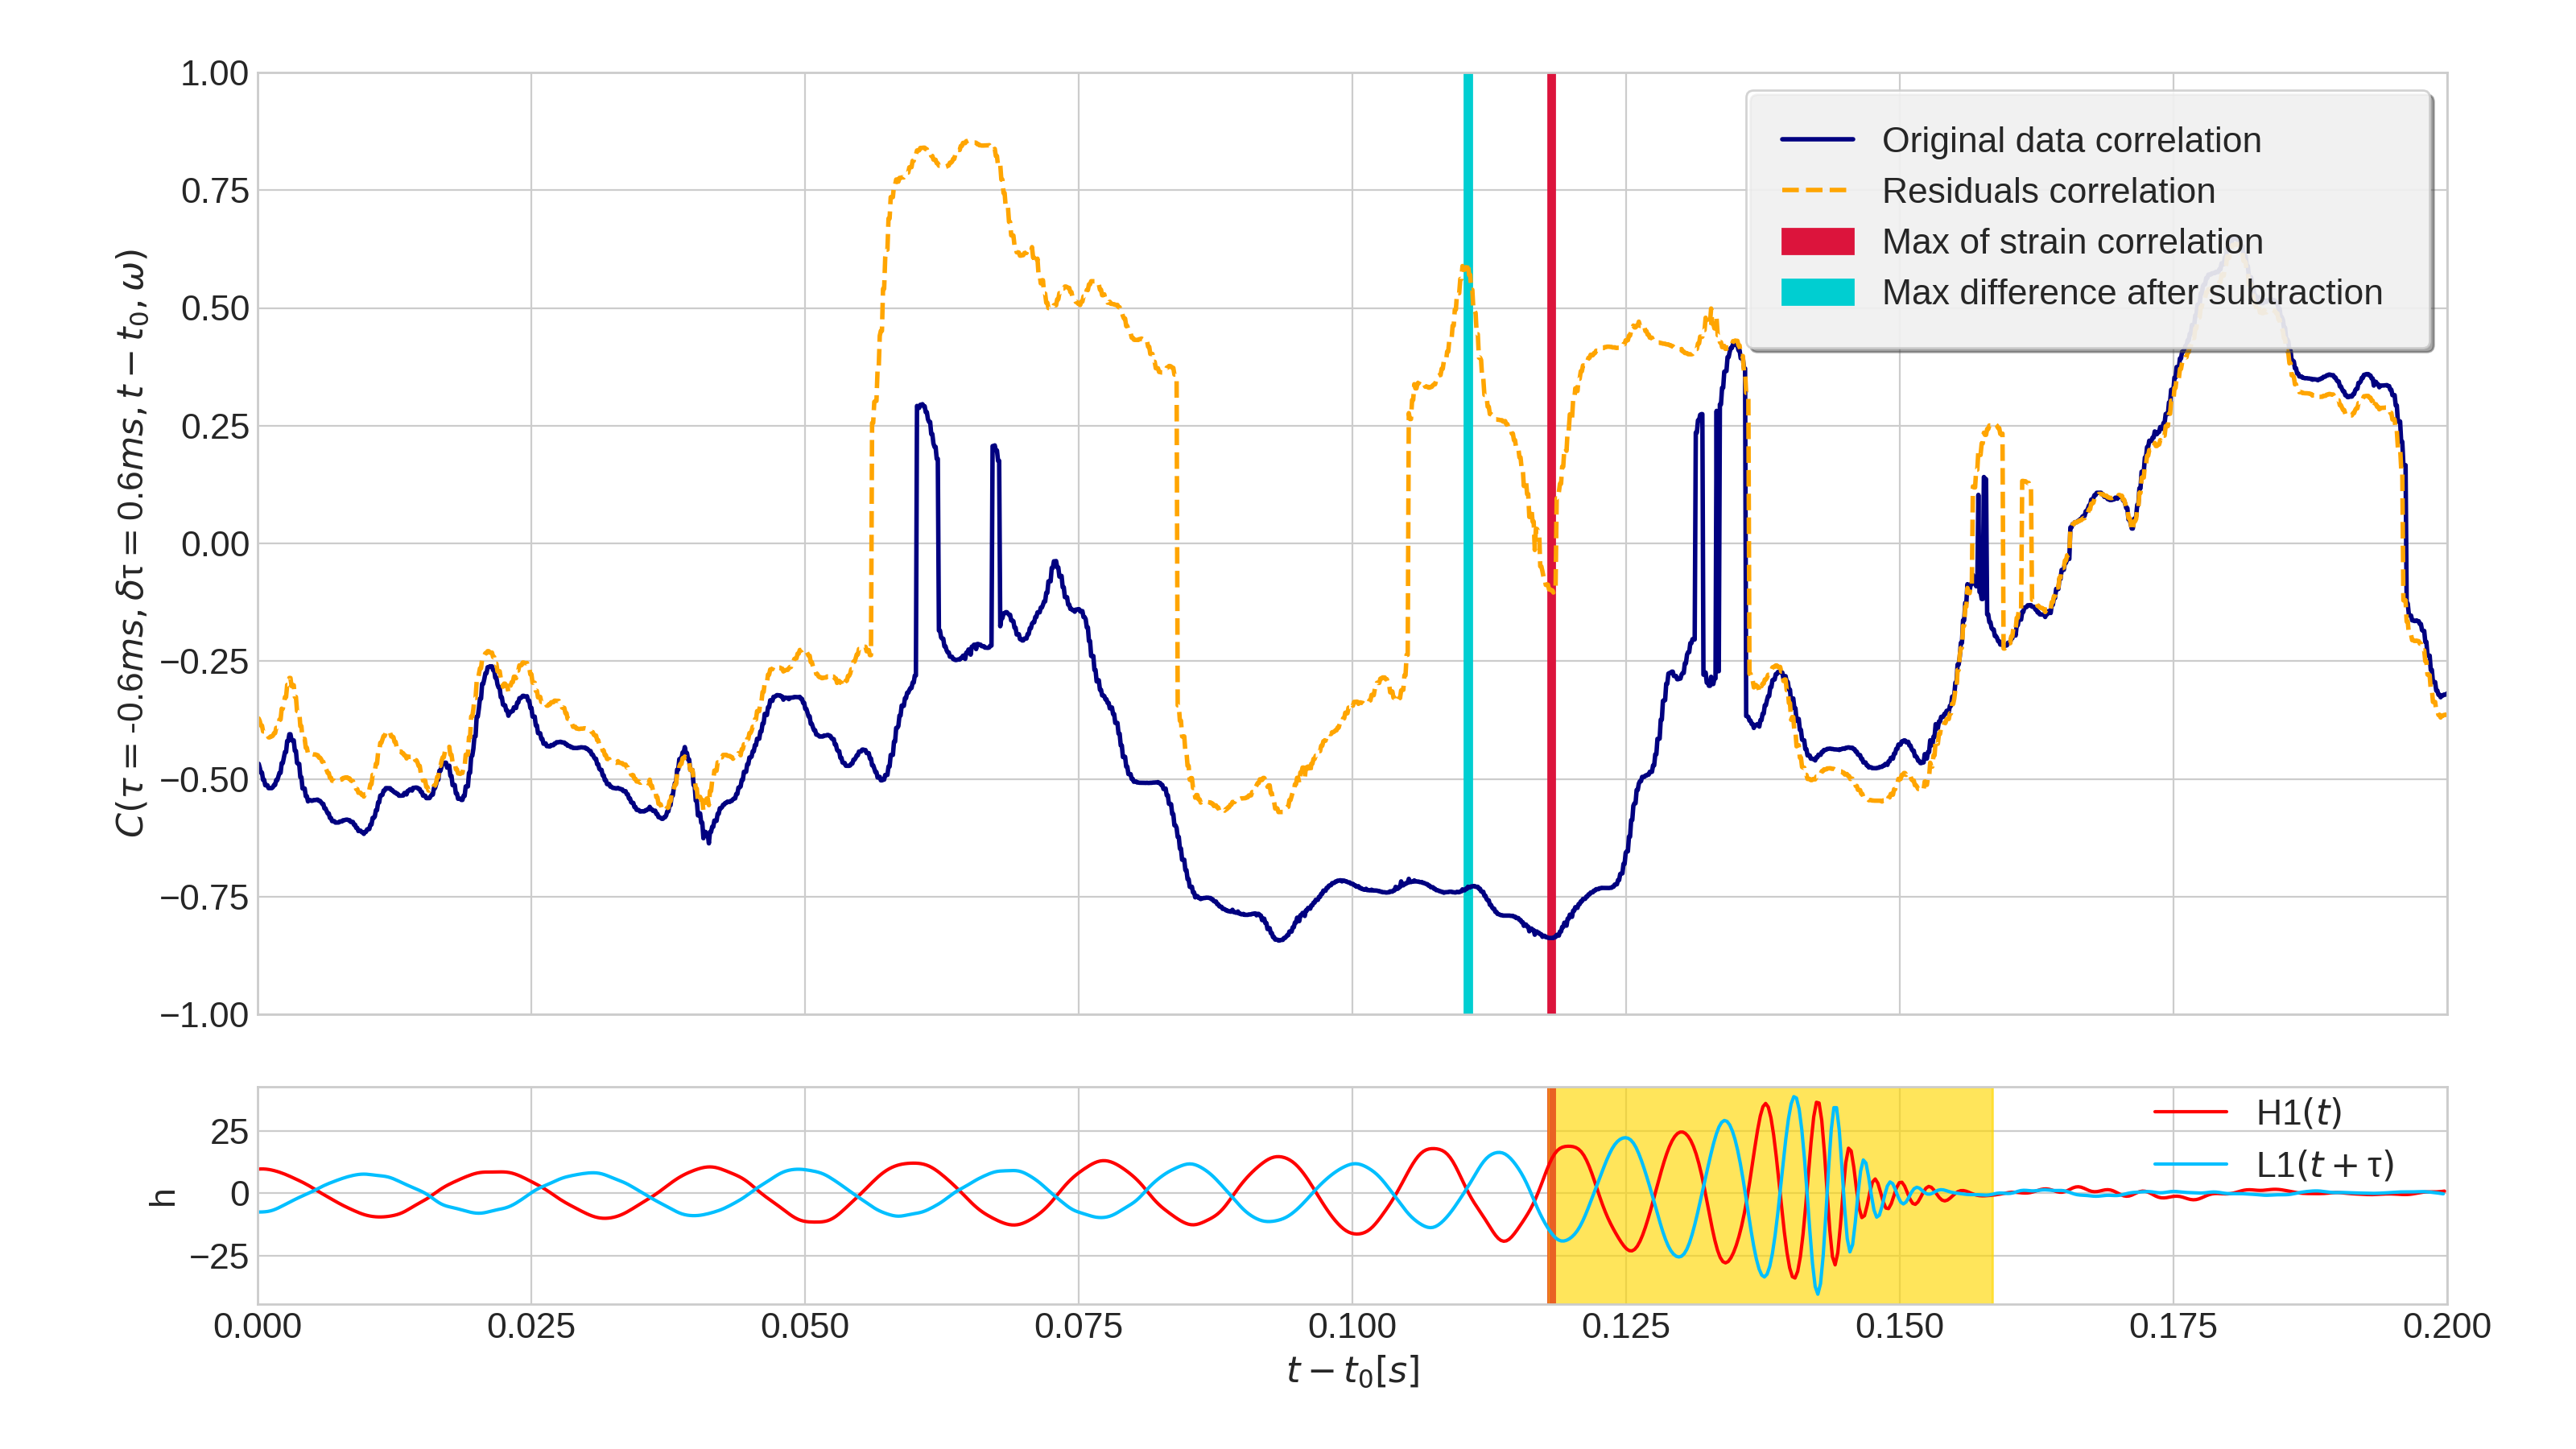 1.00
0.75
0.50
0.25
0.00
−0.25
−0.50
−0.75
−1.00
C(τ = -0.6ms, δτ = 0.6ms, t − t₀, ω)
Original data correlation
Residuals correlation
Max of strain correlation
Max difference after subtraction
25
0
−25
h
H1(t)
L1(t + τ)
0.000 0.025 0.050 0.075 0.100 0.125 0.150 0.175 0.200
t − t₀[s]